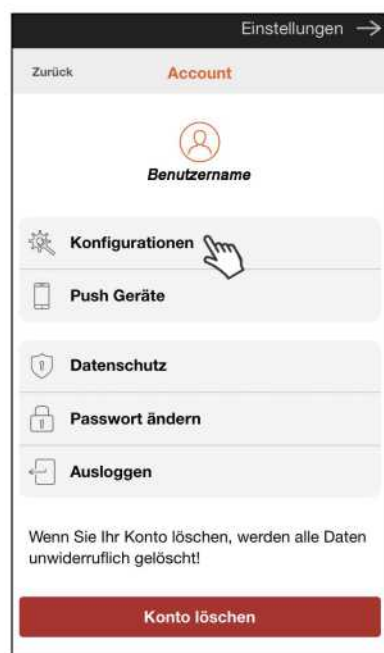 Einstellungen →
Zurück Account
Benutzername
Konfigurationen
Push Geräte
Datenschutz
Passwort ändern
Ausloggen
Wenn Sie Ihr Konto löschen, werden alle Daten
unwiderruflich gelöscht!
Konto löschen